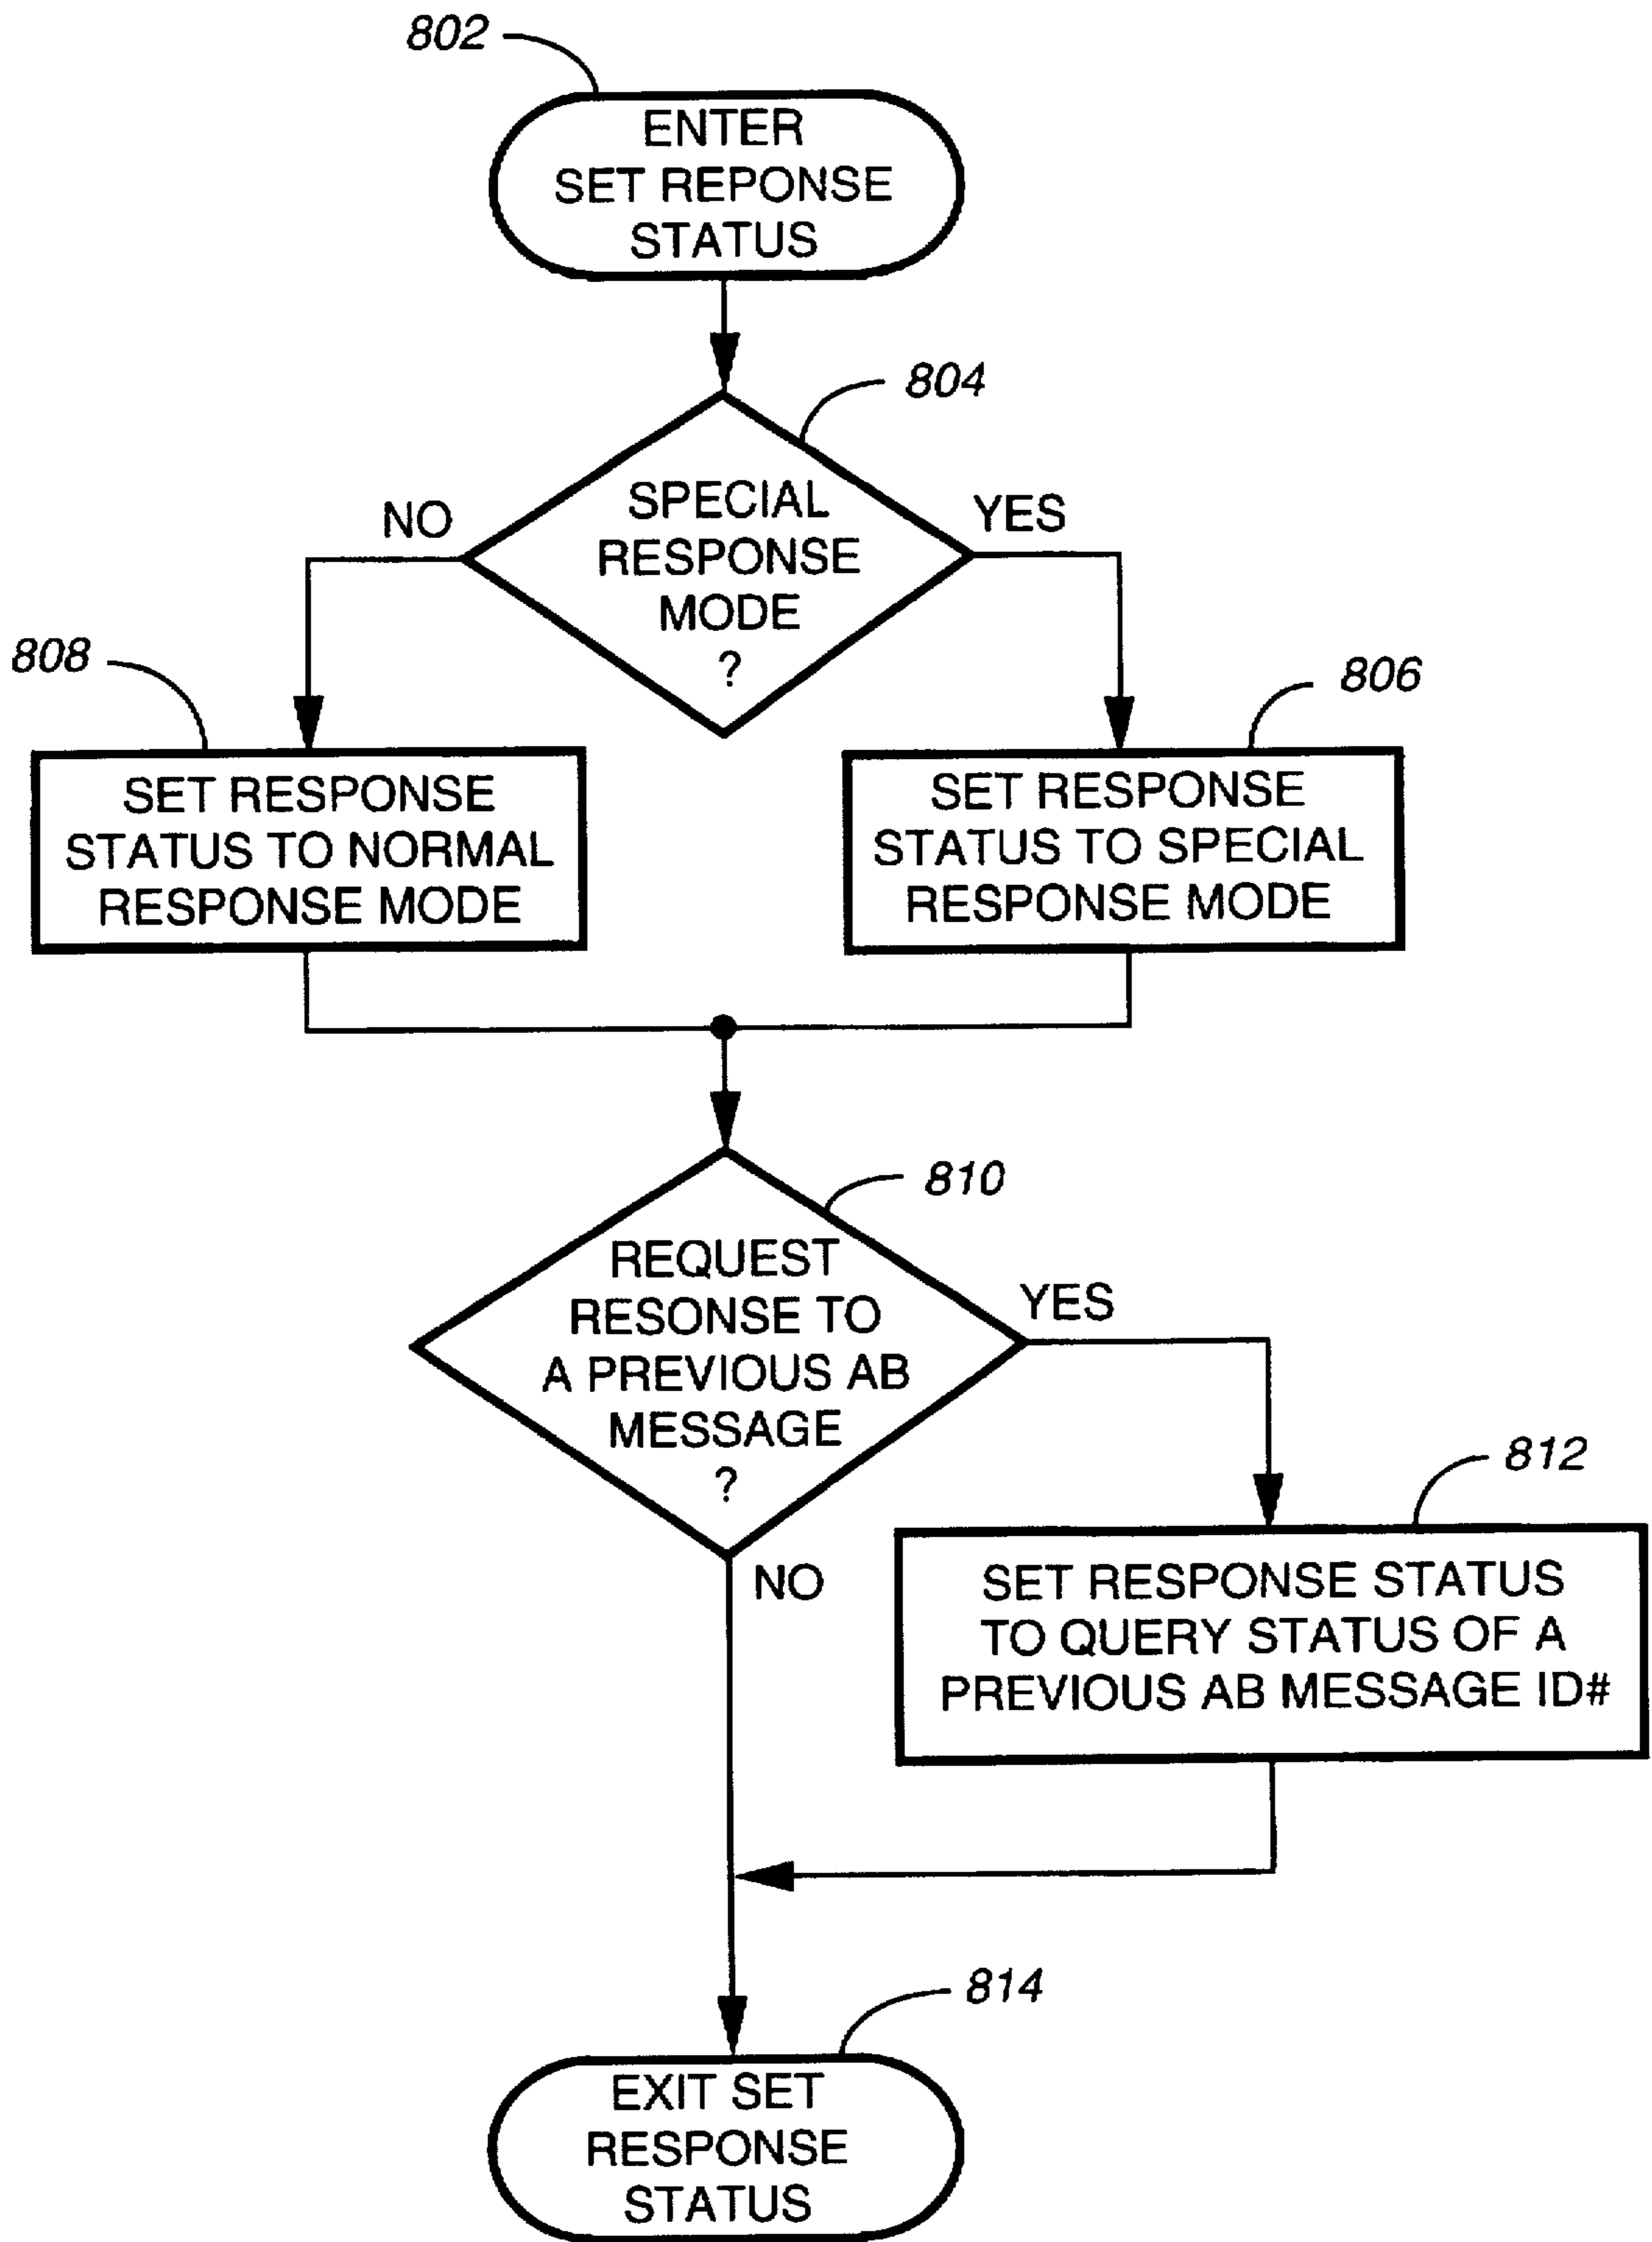 802
ENTER
SET REPONSE
STATUS
804
SPECIAL
RESPONSE
MODE
?
NO
YES
808
806
SET RESPONSE
STATUS TO NORMAL
RESPONSE MODE
SET RESPONSE
STATUS TO SPECIAL
RESPONSE MODE
810
REQUEST
RESONSE TO
A PREVIOUS AB
MESSAGE
?
YES
NO
812
SET RESPONSE STATUS
TO QUERY STATUS OF A
PREVIOUS AB MESSAGE ID#
814
EXIT SET
RESPONSE
STATUS